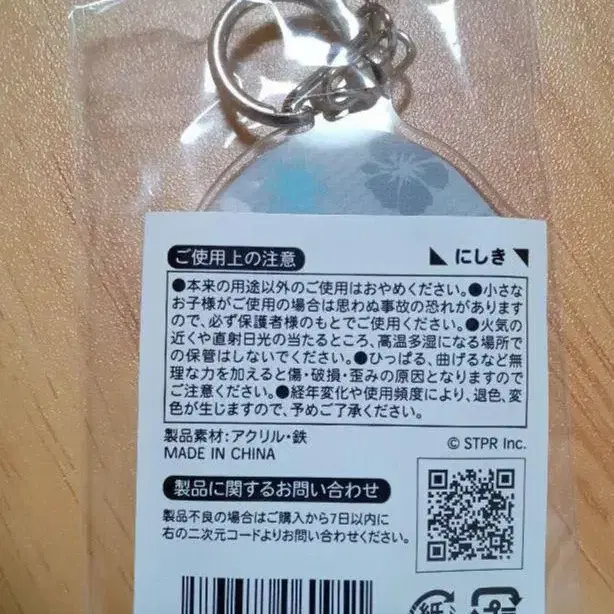 ご使用上の注意
にしき
●本来の用途以外のご使用はおやめください。●小さな
お子様がご使用の場合は思わぬ事故の恐れがあります
ので、必ず保護者様のもとでご使用ください。●火気の
近くや直射日光の当たるところ、高温多湿になる場所で
の保管はしないでください。●ひっぱる、曲げるなど無
理な力を加えると傷・破損・歪みの原因となりますので
ご注意ください。●経年変化や使用頻度により、退色、変
色が生じますので、予めご了承ください。
製品素材:アクリル・鉄
MADE IN CHINA
© STPR Inc.
製品に関するお問い合わせ
製品不良の場合はご購入から7日以内に
右の二次元コードよりお問い合わせください。
紙
プ